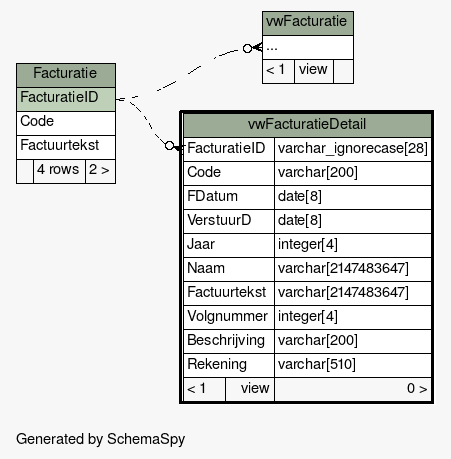 vwFacturatie
...
< 1 view
Facturatie
FacturatieID
Code
Factuurtekst
4 rows 2 >
vwFacturatieDetail
FacturatieID varchar_ignorecase[28]
Code varchar[200]
FDatum date[8]
VerstuurD date[8]
Jaar integer[4]
Naam varchar[2147483647]
Factuurtekst varchar[2147483647]
Volgnummer integer[4]
Beschrijving varchar[200]
Rekening varchar[510]
< 1 view 0 >
Generated by SchemaSpy